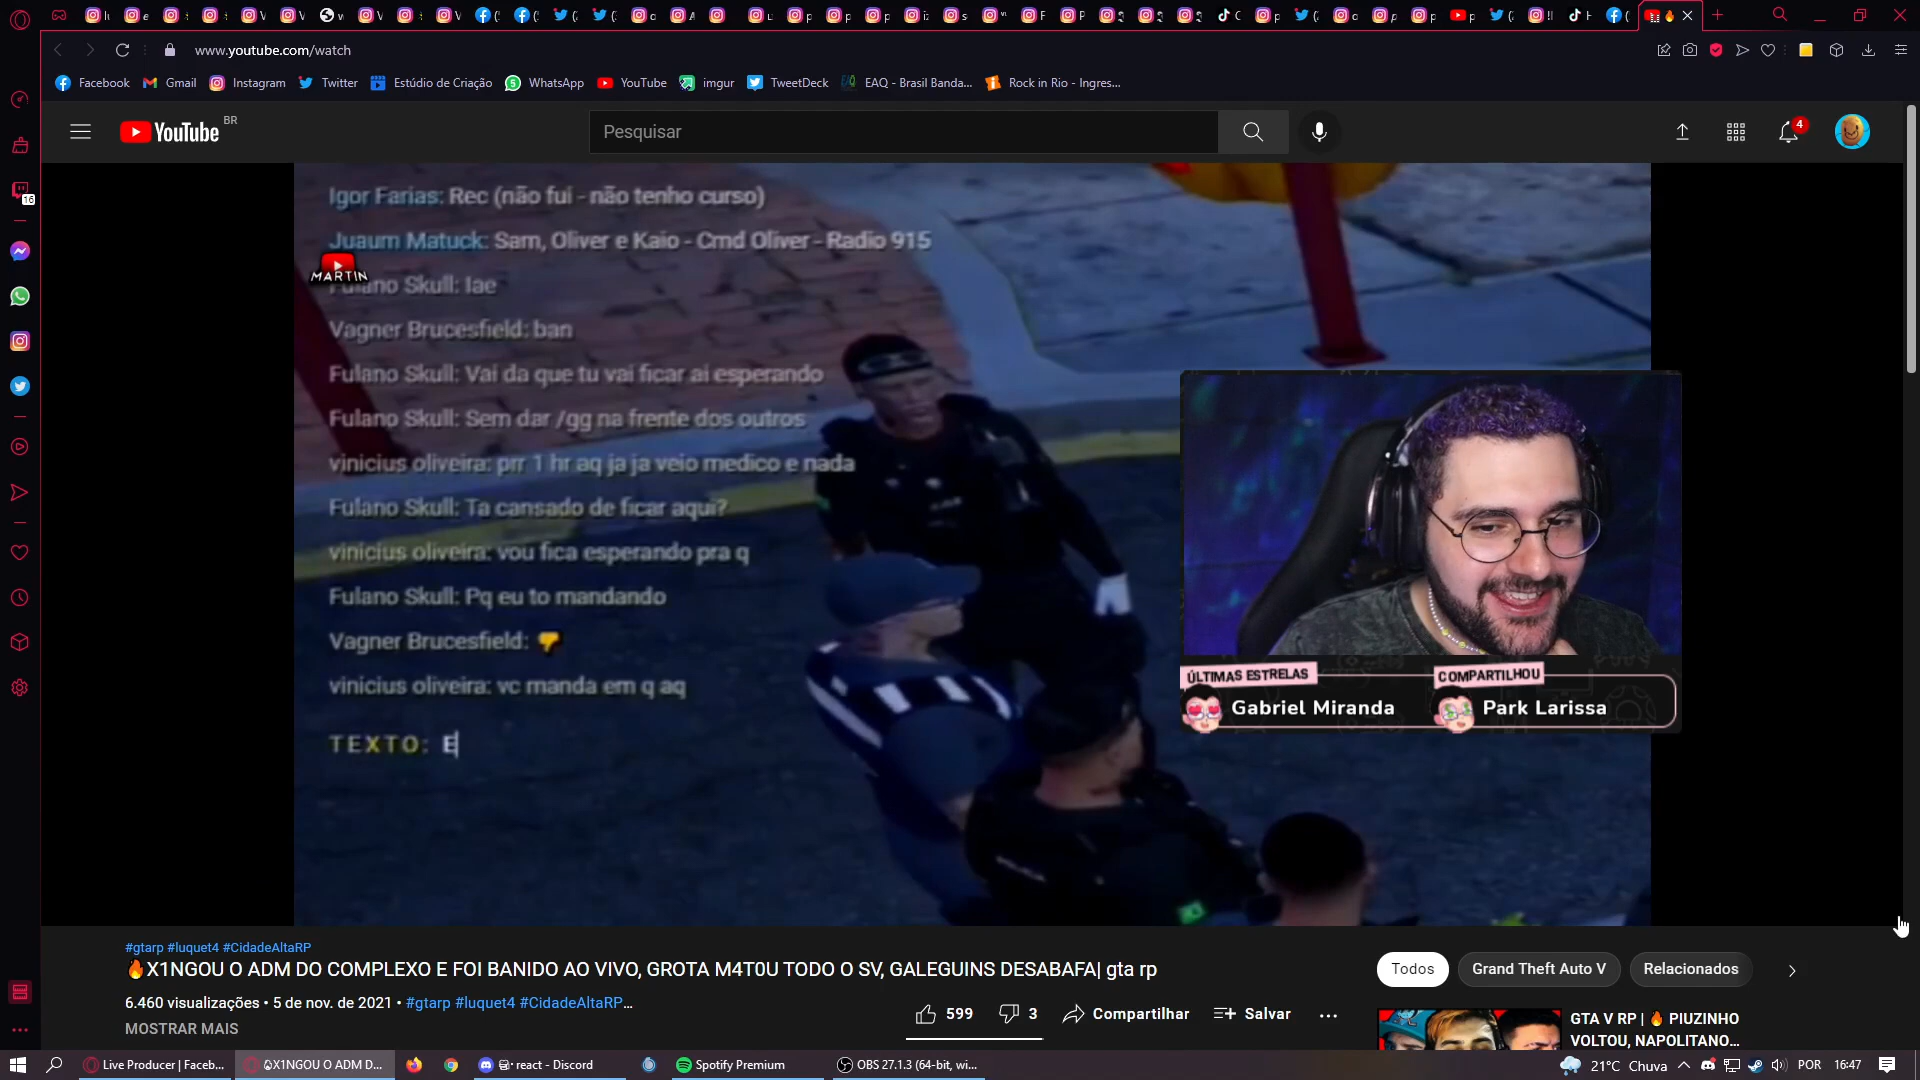 www.youtube.com/watch
Facebook
Gmail
Instagram
Twitter
Estúdio de Criação
WhatsApp
YouTube
imgur
TweetDeck
EAQ - Brasil Banda...
Rock in Rio - Ingres...
YouTube BR
Pesquisar
4
16
Igor Farias: Rec (não fui - não tenho curso)
Juaum Matuck: Sam, Oliver e Kaio - Cmd Oliver - Radio 915
MARTIN
Fulano Skull: Iae
Vagner Brucesfield: ban
Fulano Skull: Vai da que tu vai ficar ai esperando
Fulano Skull: Sem dar /gg na frente dos outros
vinicius oliveira: prr 1 hr aq ja ja veio medico e nada
Fulano Skull: Ta cansado de ficar aqui?
vinicius oliveira: vou fica esperando pra q
Fulano Skull: Pq eu to mandando
Vagner Brucesfield: 👎
vinicius oliveira: vc manda em q aq
TEXTO: E
ÚLTIMAS ESTRELAS
Gabriel Miranda
COMPARTILHOU
Park Larissa
#gtarp #luquet4 #CidadeAltaRP
🔥X1NGOU O ADM DO COMPLEXO E FOI BANIDO AO VIVO, GROTA M4T0U TODO O SV, GALEGUINS DESABAFA| gta rp
6.460 visualizações • 5 de nov. de 2021 • #gtarp #luquet4 #CidadeAltaRP...
MOSTRAR MAIS
599
3
Compartilhar
Salvar
Todos
Grand Theft Auto V
Relacionados
GTA V RP | 🔥 PIUZINHO
VOLTOU, NAPOLITANO...
Live Producer | Faceb...
X1NGOU O ADM D...
react - Discord
Spotify Premium
OBS 27.1.3 (64-bit, wi...
21°C Chuva
POR
16:47